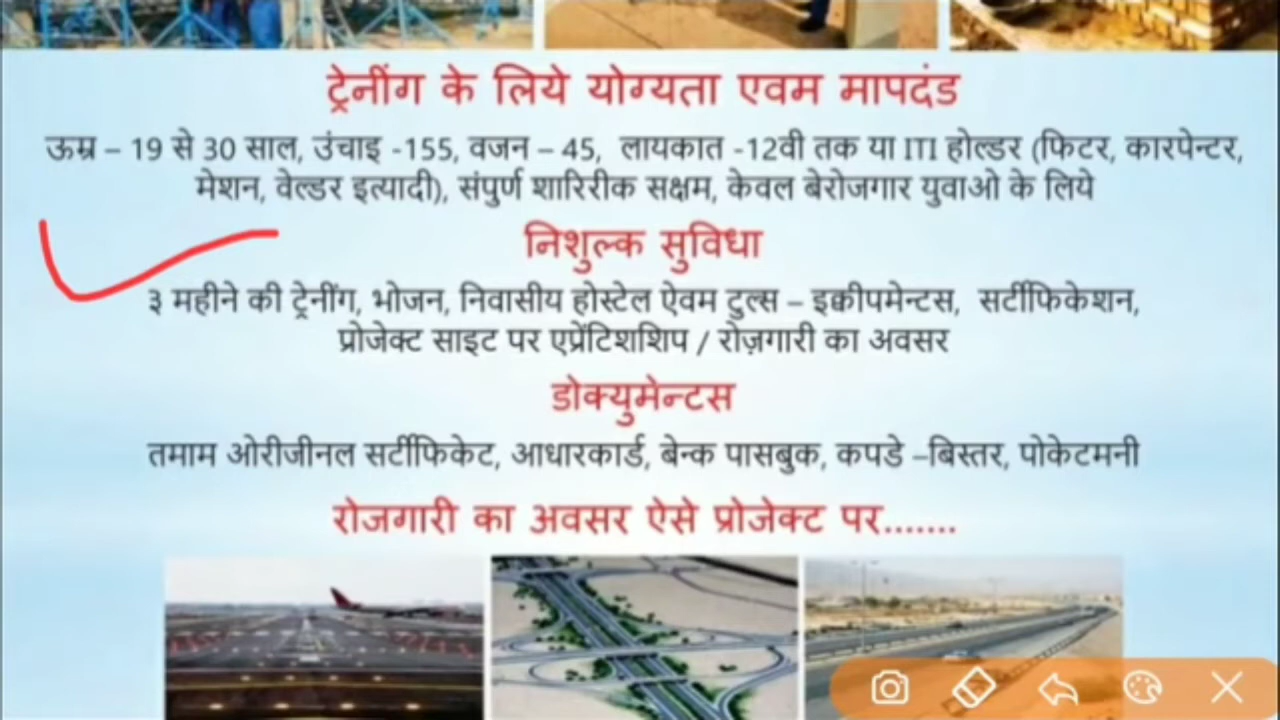 ट्रेनींग के लिये योग्यता एवम मापदंड
ऊम्र – 19 से 30 साल, उंचाइ -155, वजन – 45, लायकात -12वी तक या ITI होल्डर (फिटर, कारपेन्टर,
मेशन, वेल्डर इत्यादी), संपुर्ण शारिरीक सक्षम, केवल बेरोजगार युवाओ के लिये
निशुल्क सुविधा
३ महीने की ट्रेनींग, भोजन, निवासीय होस्टेल ऐवम टुल्स – इक्वीपमेन्टस, सर्टीफिकेशन,
प्रोजेक्ट साइट पर एप्रेंटिशशिप / रोज़गारी का अवसर
डोक्युमेन्टस
तमाम ओरीजीनल सर्टीफिकेट, आधारकार्ड, बेन्क पासबुक, कपडे –बिस्तर, पोकेटमनी
रोजगारी का अवसर ऐसे प्रोजेक्ट पर.......